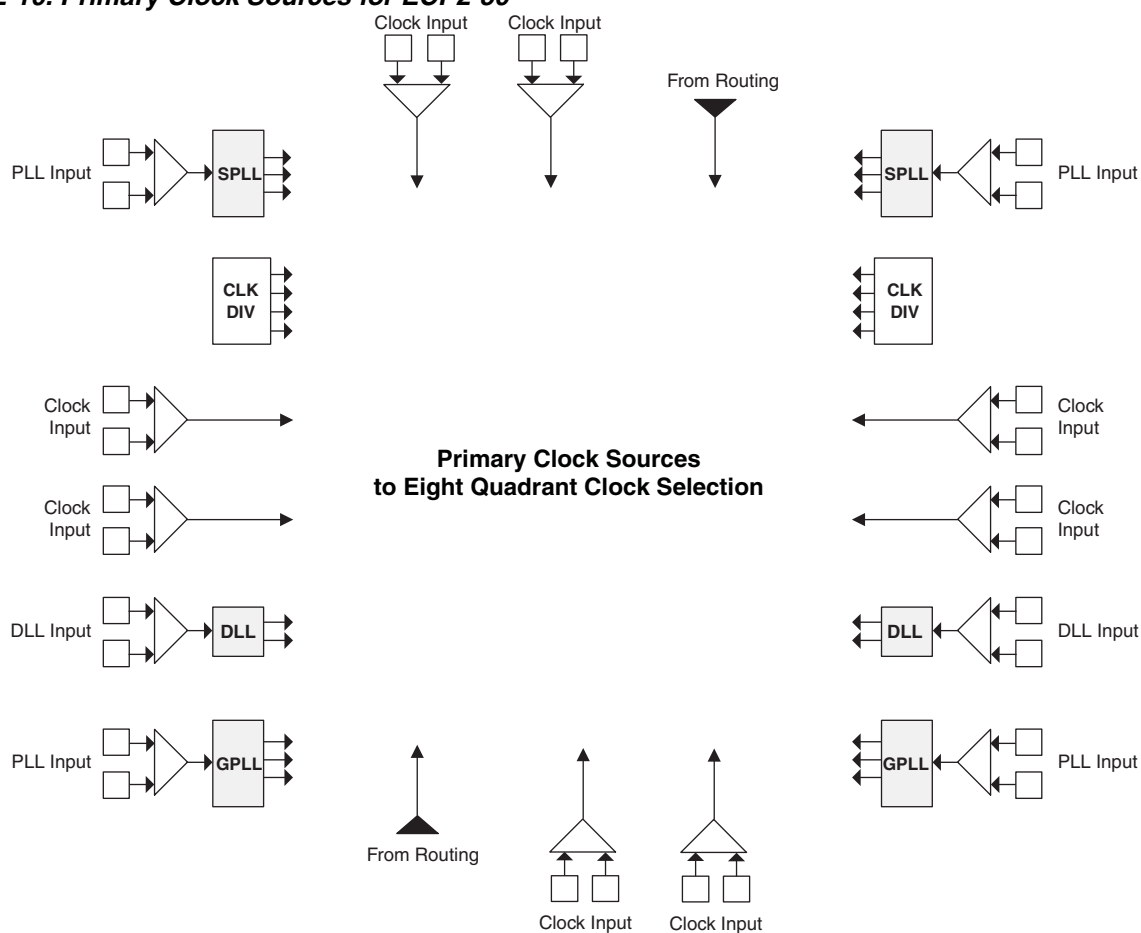 Primary Clock Sources for
Clock Input
Clock Input
From Routing
PLL Input
SPLL
SPLL
PLL Input
CLK
DIV
CLK
DIV
Clock
Input
Clock
Input
Primary Clock Sources
to Eight Quadrant Clock Selection
Clock
Input
Clock
Input
DLL Input
DLL
DLL
DLL Input
PLL Input
GPLL
GPLL
PLL Input
From Routing
Clock Input
Clock Input